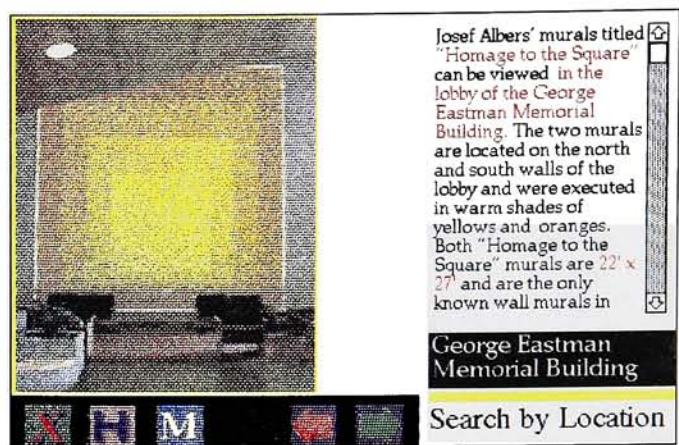 Josef Albers' murals titled
"Homage to the Square"
can be viewed in the
lobby of the George
Eastman Memorial
Building. The two murals
are located on the north
and south walls of the
lobby and were executed
in warm shades of
yellows and oranges.
Both "Homage to the
Square" murals are 22' x
27' and are the only
known wall murals in
George Eastman
Memorial Building
X H M
Search by Location